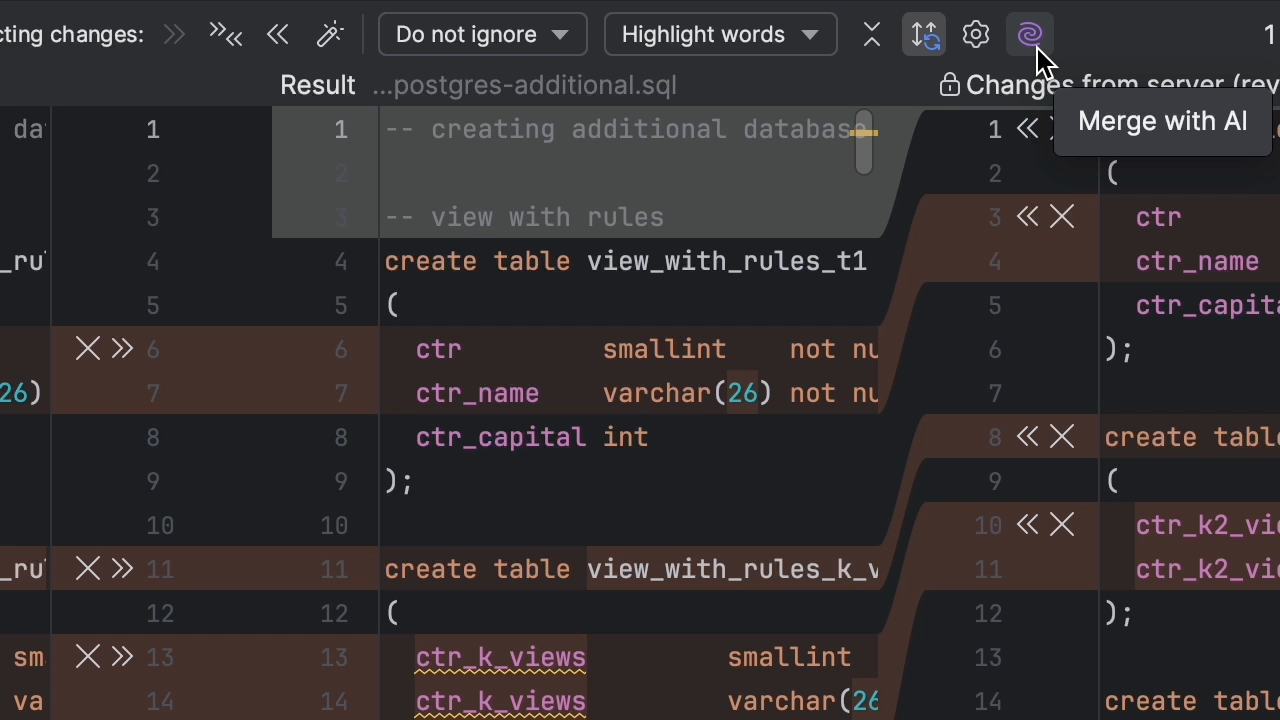 cting changes: Do not ignore Highlight words 1
Result ...postgres-additional.sql Changes from server (rev
Merge with AI
da 1 1 -- creating additional database 1
2 2 2 (
3 3 -- view with rules 3 ctr
_ru 4 4 create table view_with_rules_t1 4 ctr_name
5 5 ( 5 ctr_capita
6 6 ctr smallint not nu 6 );
26) 7 7 ctr_name varchar(26) not nu 7
8 8 ctr_capital int 8 create table
9 9 ); 9 (
10 10 10 ctr_k2_vie
_ru 11 11 create table view_with_rules_k_v 11 ctr_k2_vie
12 12 ( 12 );
sm 13 13 ctr_k_views smallint 13
va 14 14 ctr_k_views varchar(26 14 create table